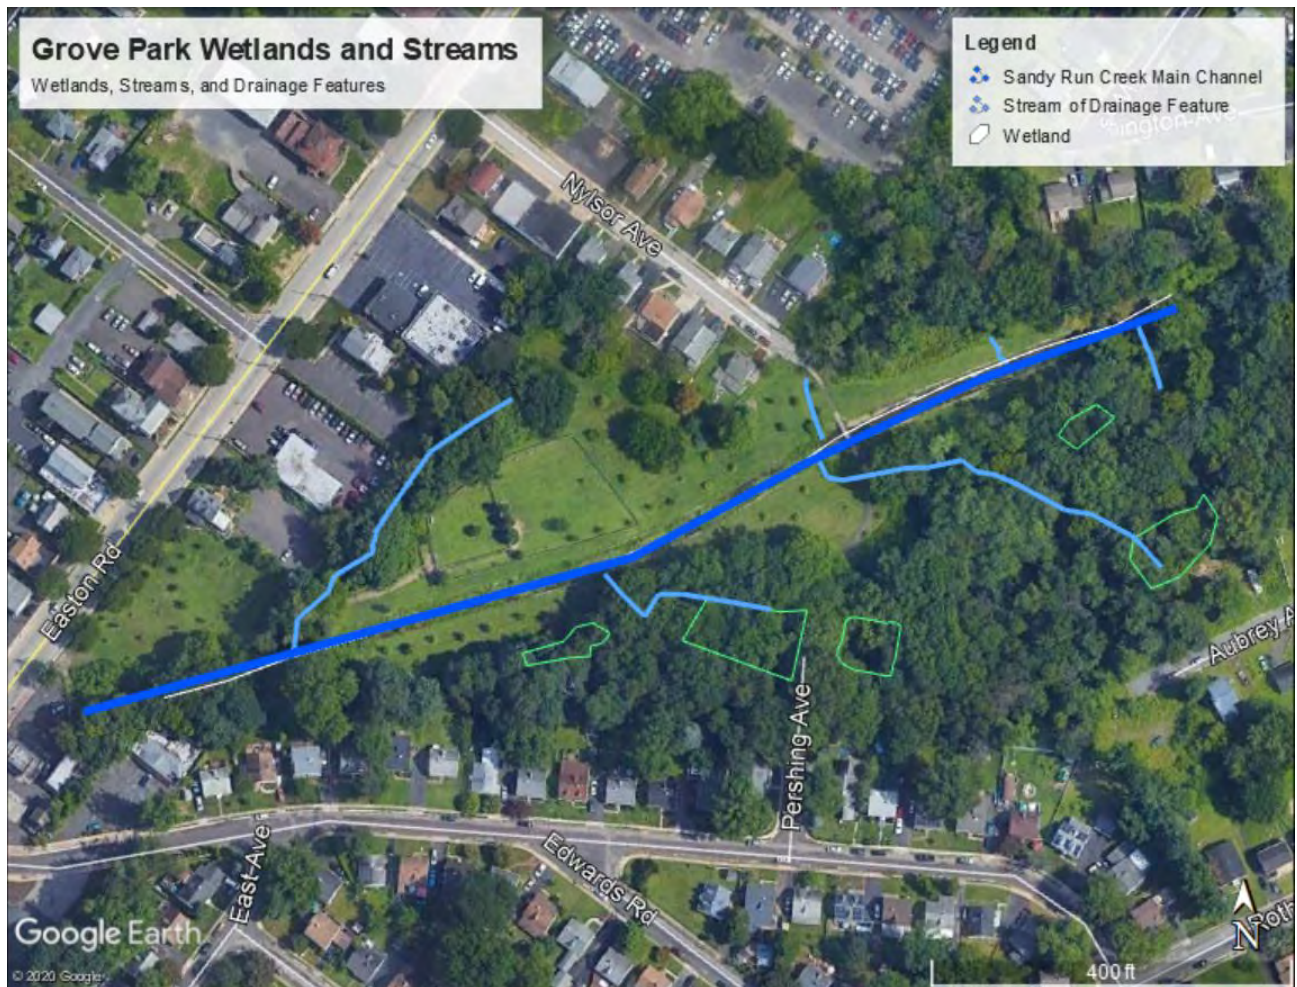 Grove Park Wetlands and Streams
Wetlands, Streams, and Drainage Features
Legend
Sandy Run Creek Main Channel
Stream of Drainage Feature
Wetland
Nylsor Ave
Easton Rd
Aubrey A
Pershing Ave
East Ave
Edwards Rd
Roth
Google Earth
© 2020 Google
N
400 ft